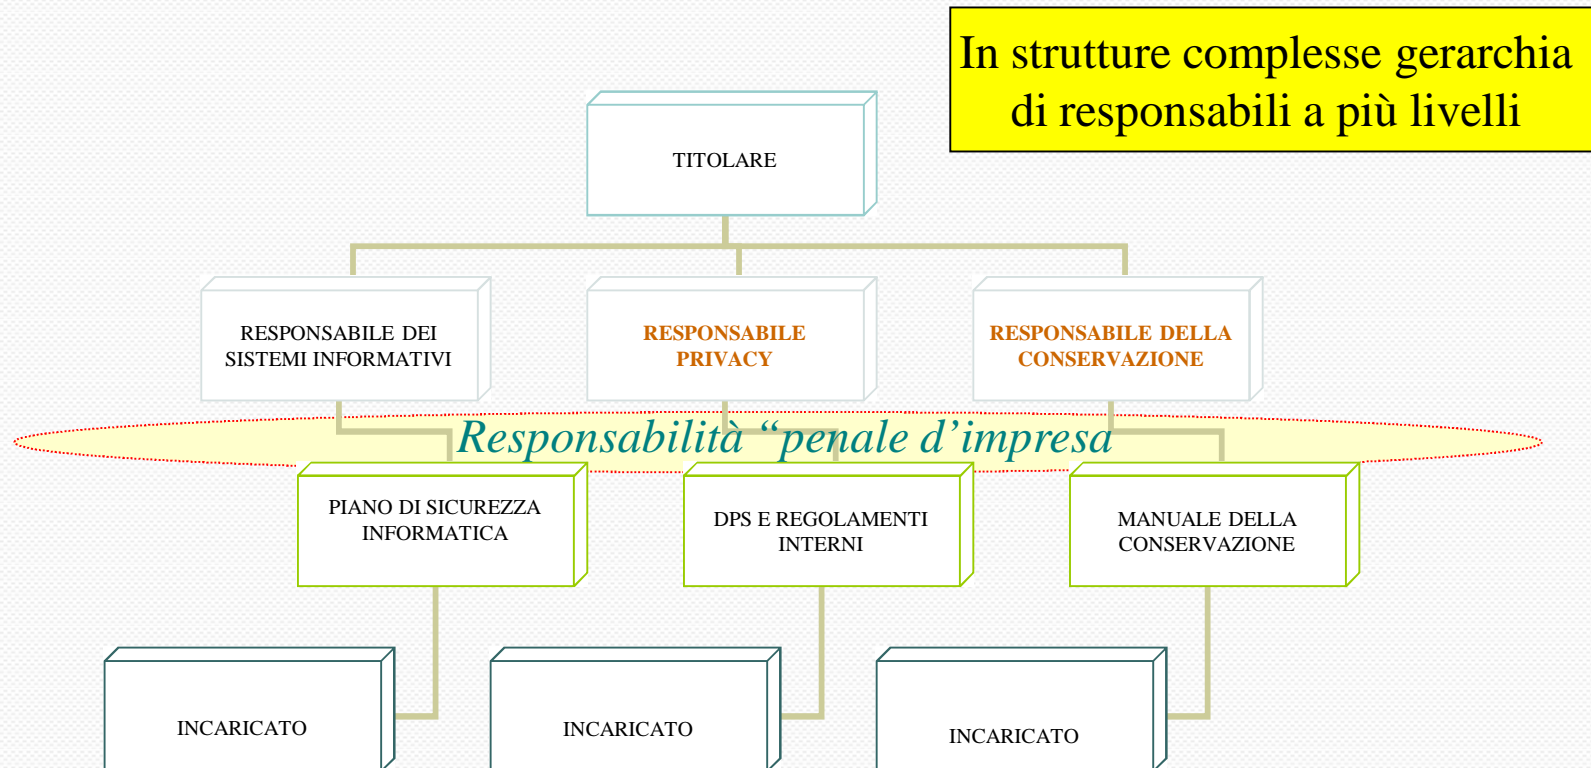 In strutture complesse gerarchia
di responsabili a più livelli
TITOLARE
RESPONSABILE DEI
SISTEMI INFORMATIVI
RESPONSABILE
PRIVACY
RESPONSABILE DELLA
CONSERVAZIONE
Responsabilità “penale d’impresa
PIANO DI SICUREZZA
INFORMATICA
DPS E REGOLAMENTI
INTERNI
MANUALE DELLA
CONSERVAZIONE
INCARICATO
INCARICATO
INCARICATO